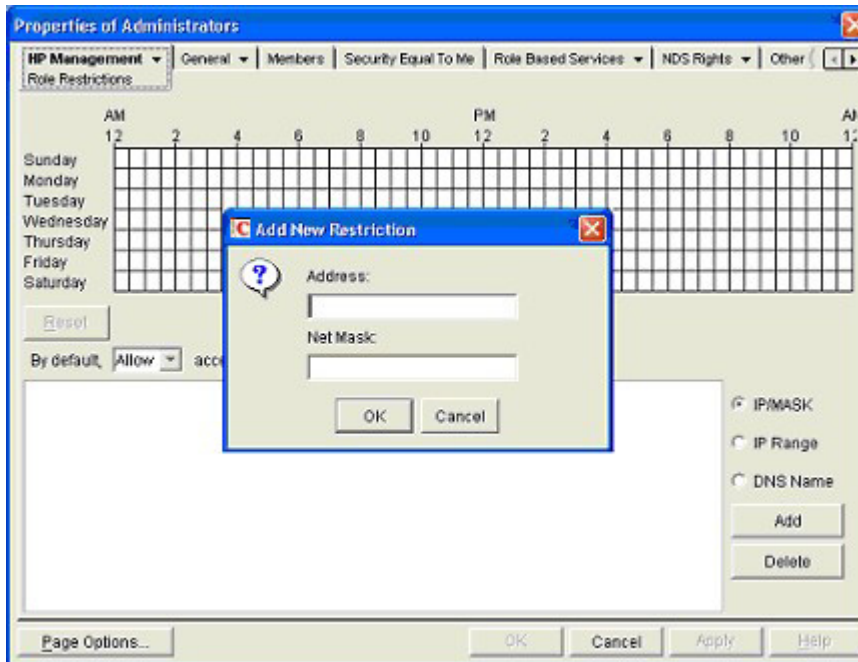 Properties of Administrators
HP Management General Members Security Equal To Me Role Based Services NDS Rights Other
Role Restrictions
AM PM AM
12 2 4 6 8 10 12 2 4 6 8 10 12
Sunday
Monday
Tuesday
Wednesday
Thursday
Friday
Saturday
Add New Restriction
Address:
Net Mask:
OK Cancel
Reset
By default, Allow
IP/MASK
IP Range
DNS Name
Add
Delete
Page Options... OK Cancel Apply Help